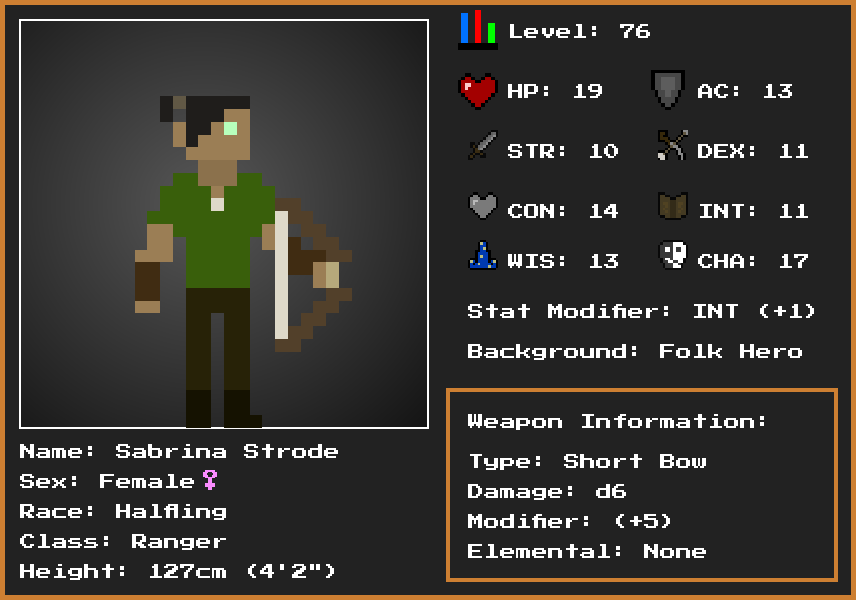 Level: 76
HP: 19 AC: 13
STR: 10 DEX: 11
CON: 14 INT: 11
WIS: 13 CHA: 17
Stat Modifier: INT (+1)
Background: Folk Hero
Weapon Information:
Type: Short Bow
Damage: d6
Modifier: (+5)
Elemental: None
Name: Sabrina Strode
Sex: Female♀
Race: Halfling
Class: Ranger
Height: 127cm (4'2")